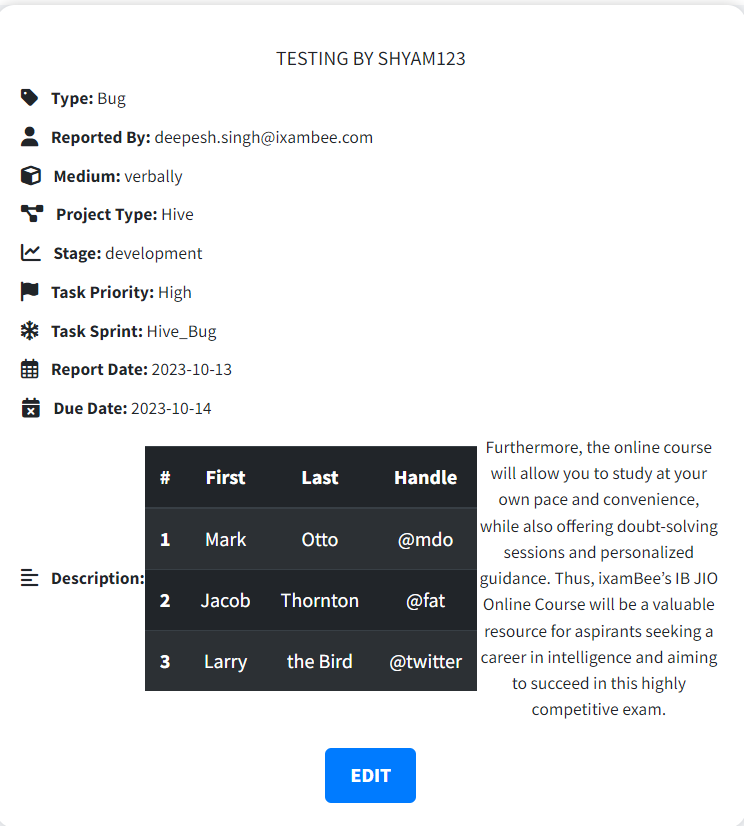 TESTING BY SHYAM123
Type: Bug
Reported By: deepesh.singh@ixambee.com
Medium: verbally
Project Type: Hive
Stage: development
Task Priority: High
Task Sprint: Hive_Bug
Report Date: 2023-10-13
Due Date: 2023-10-14
Description:
# First Last Handle
1 Mark Otto @mdo
2 Jacob Thornton @fat
3 Larry the Bird @twitter
Furthermore, the online course
will allow you to study at your
own pace and convenience,
while also offering doubt-solving
sessions and personalized
guidance. Thus, ixamBee’s IB JIO
Online Course will be a valuable
resource for aspirants seeking a
career in intelligence and aiming
to succeed in this highly
competitive exam.
EDIT